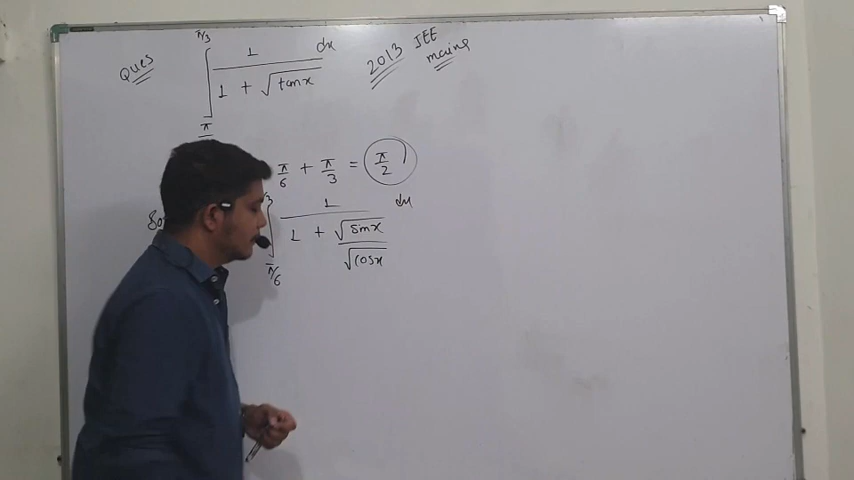 Ques ∫ π/3 π 1 / 1 + √tanx dx 2013 JEE mains
π/6 + π/3 = π/2
So ∫ 3 π/6 1 / 1 + √sinx / √cosx dx